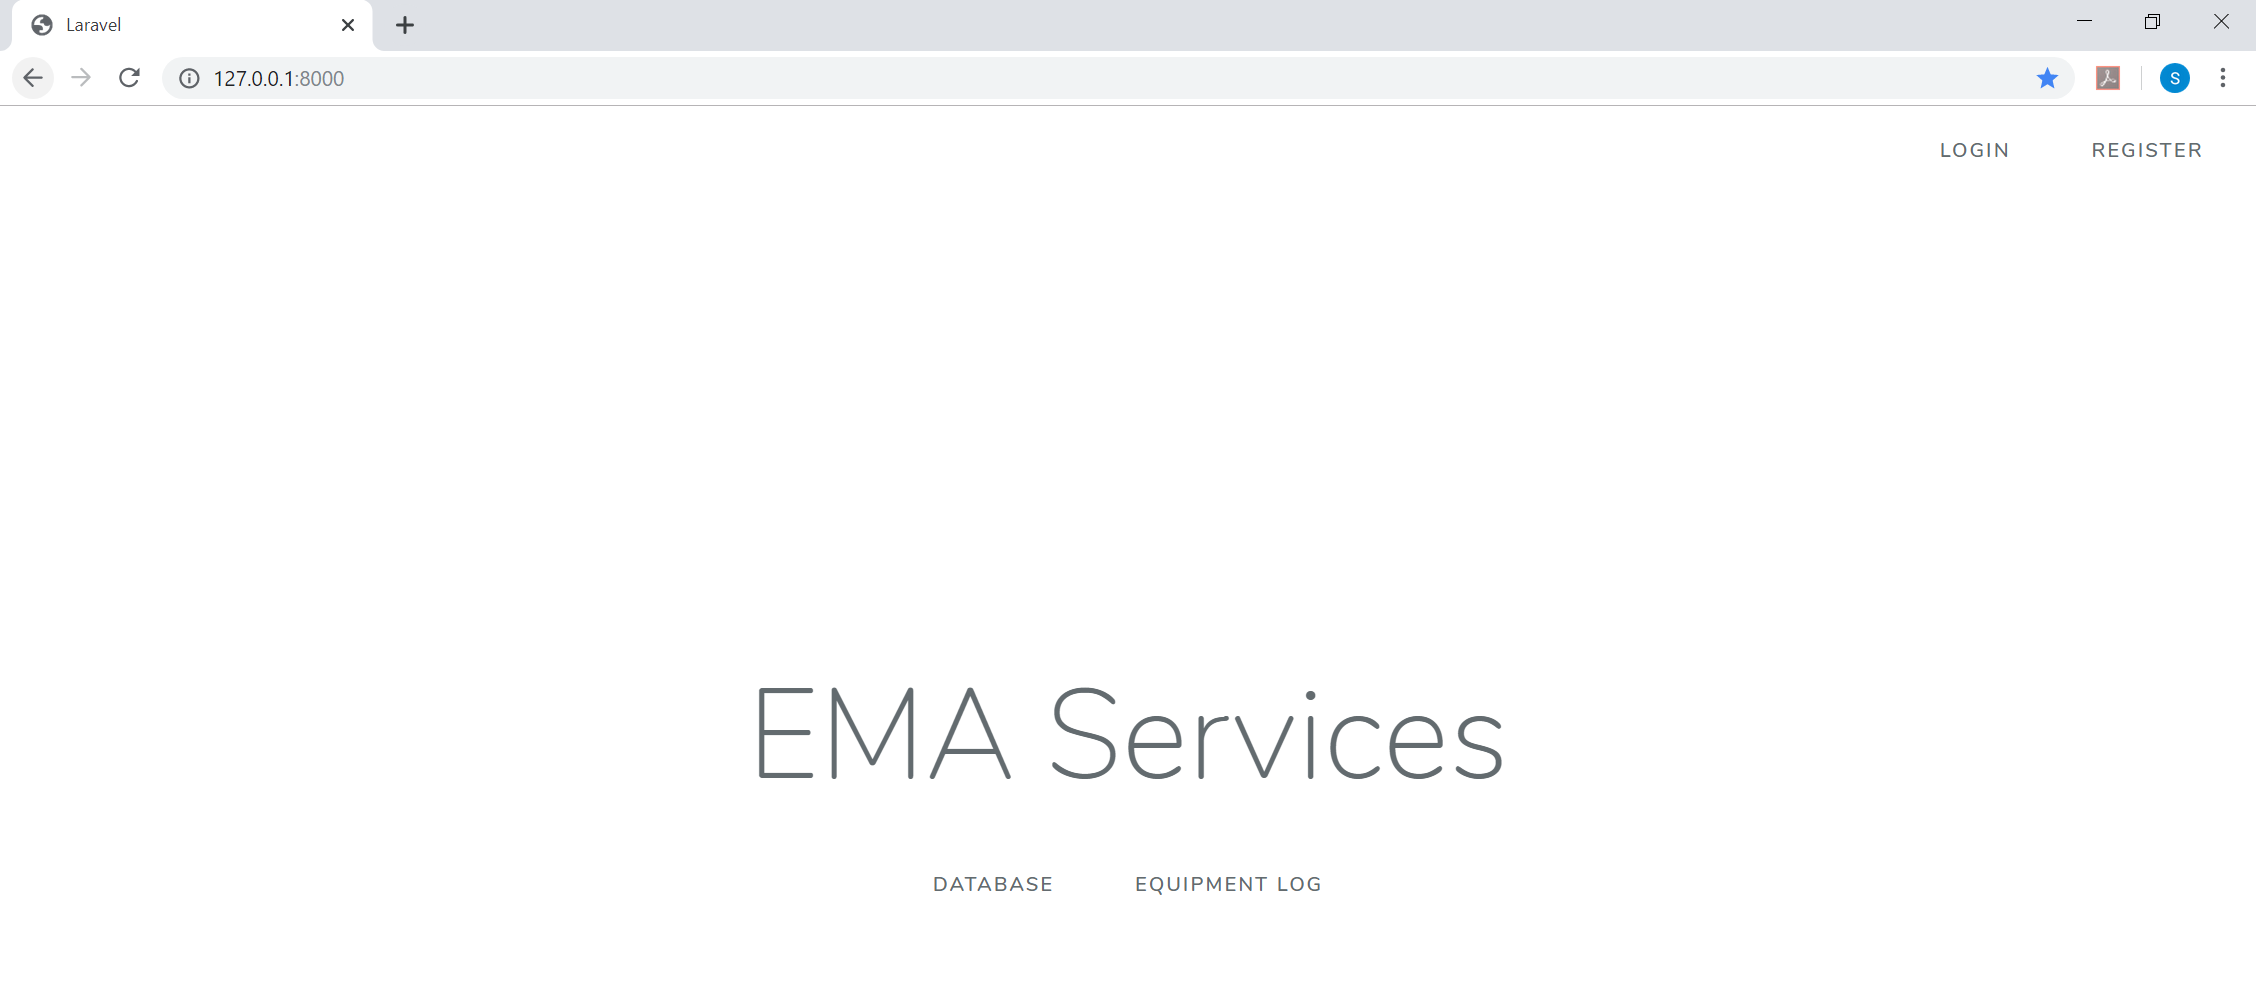 Laravel
127.0.0.1:8000
S
LOGIN REGISTER
EMA Services
DATABASE EQUIPMENT LOG